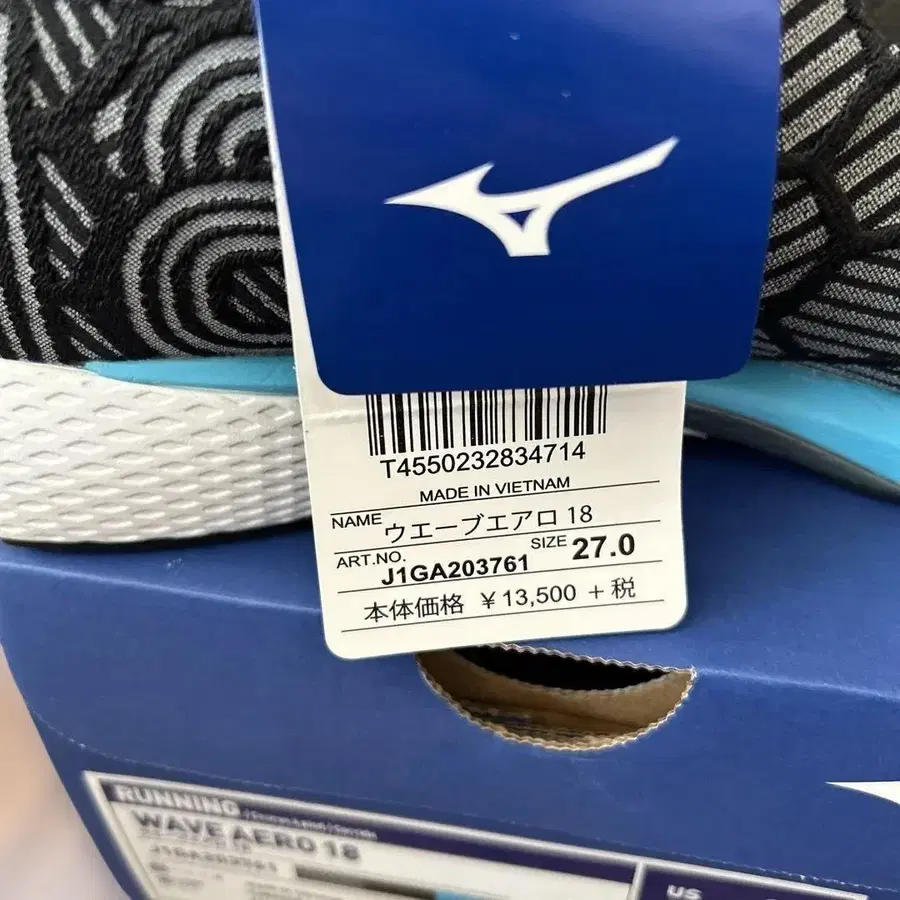 T4550232834714
MADE IN VIETNAM
NAME ウエーブエアロ 18
ART.NO. J1GA203761 SIZE 27.0
本体価格 ¥13,500 +税
RUNNING
WAVE AERO 18
J1GA203761
US